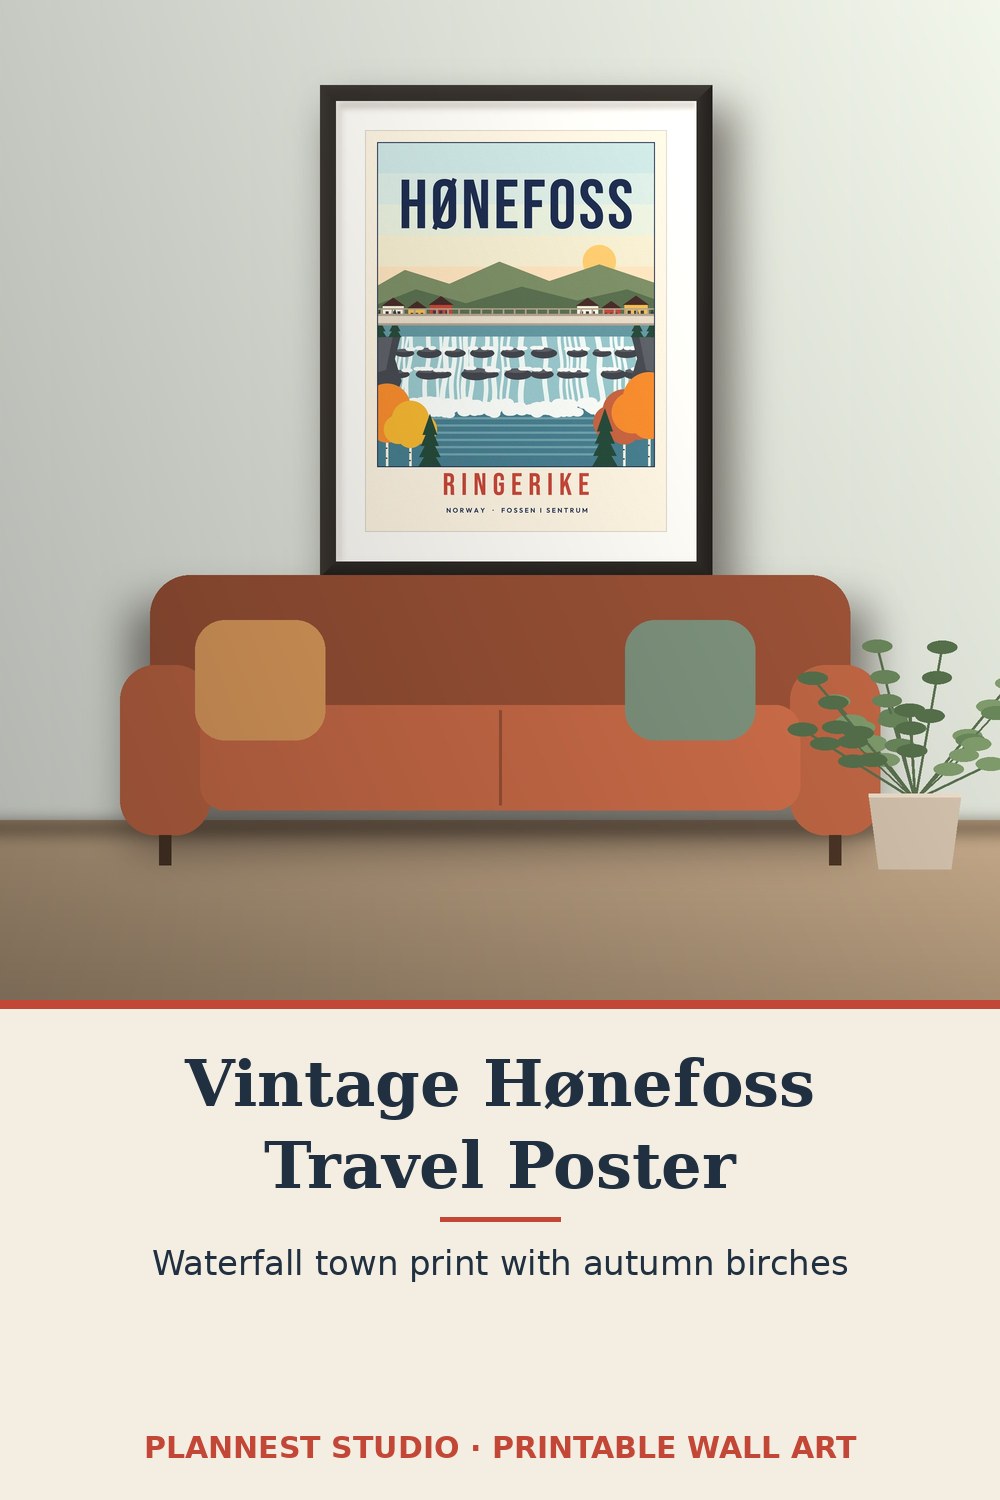 HØNEFOSS
RINGERIKE
NORWAY · FOSSEN I SENTRUM
Vintage Hønefoss
Travel Poster
Waterfall town print with autumn birches
PLANNEST STUDIO · PRINTABLE WALL ART